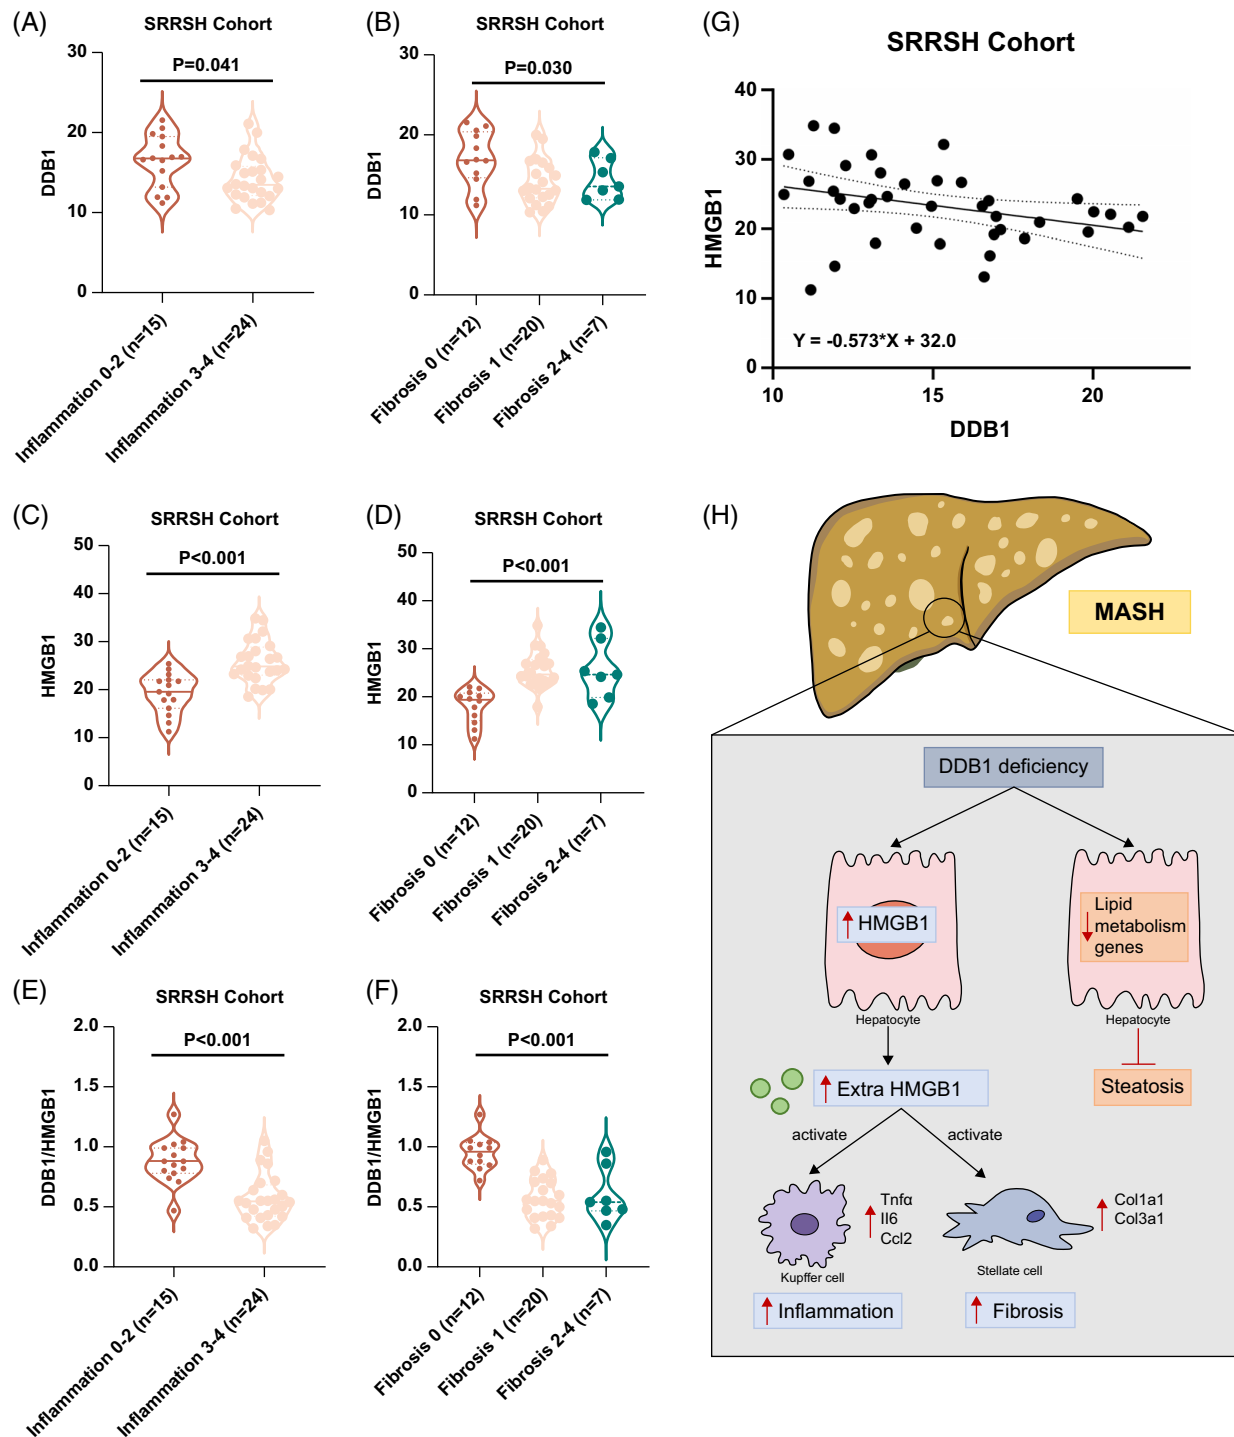 (A)
SRRSH Cohort
P=0.041
30
20
10
0
DDB1
Inflammation 0-2 (n=15)
Inflammation 3-4 (n=24)
(B)
SRRSH Cohort
P=0.030
30
20
10
0
DDB1
Fibrosis 0 (n=12)
Fibrosis 1 (n=20)
Fibrosis 2-4 (n=7)
(C)
SRRSH Cohort
P<0.001
50
40
30
20
10
0
HMGB1
Inflammation 0-2 (n=15)
Inflammation 3-4 (n=24)
(D)
SRRSH Cohort
P<0.001
50
40
30
20
10
0
HMGB1
Fibrosis 0 (n=12)
Fibrosis 1 (n=20)
Fibrosis 2-4 (n=7)
(E)
SRRSH Cohort
P<0.001
2.0
1.5
1.0
0.5
0.0
DDB1/HMGB1
Inflammation 0-2 (n=15)
Inflammation 3-4 (n=24)
(F)
SRRSH Cohort
P<0.001
2.0
1.5
1.0
0.5
0.0
DDB1/HMGB1
Fibrosis 0 (n=12)
Fibrosis 1 (n=20)
Fibrosis 2-4 (n=7)
(G)
SRRSH Cohort
40
30
20
10
0
HMGB1
Y = -0.573*X + 32.0
10
15
20
DDB1
(H)
MASH
DDB1 deficiency
HMGB1
Lipid
metabolism
genes
Hepatocyte
Hepatocyte
Extra HMGB1
Steatosis
activate
activate
Tnfα
Il6
Ccl2
Col1a1
Col3a1
Kupffer cell
Stellate cell
Inflammation
Fibrosis